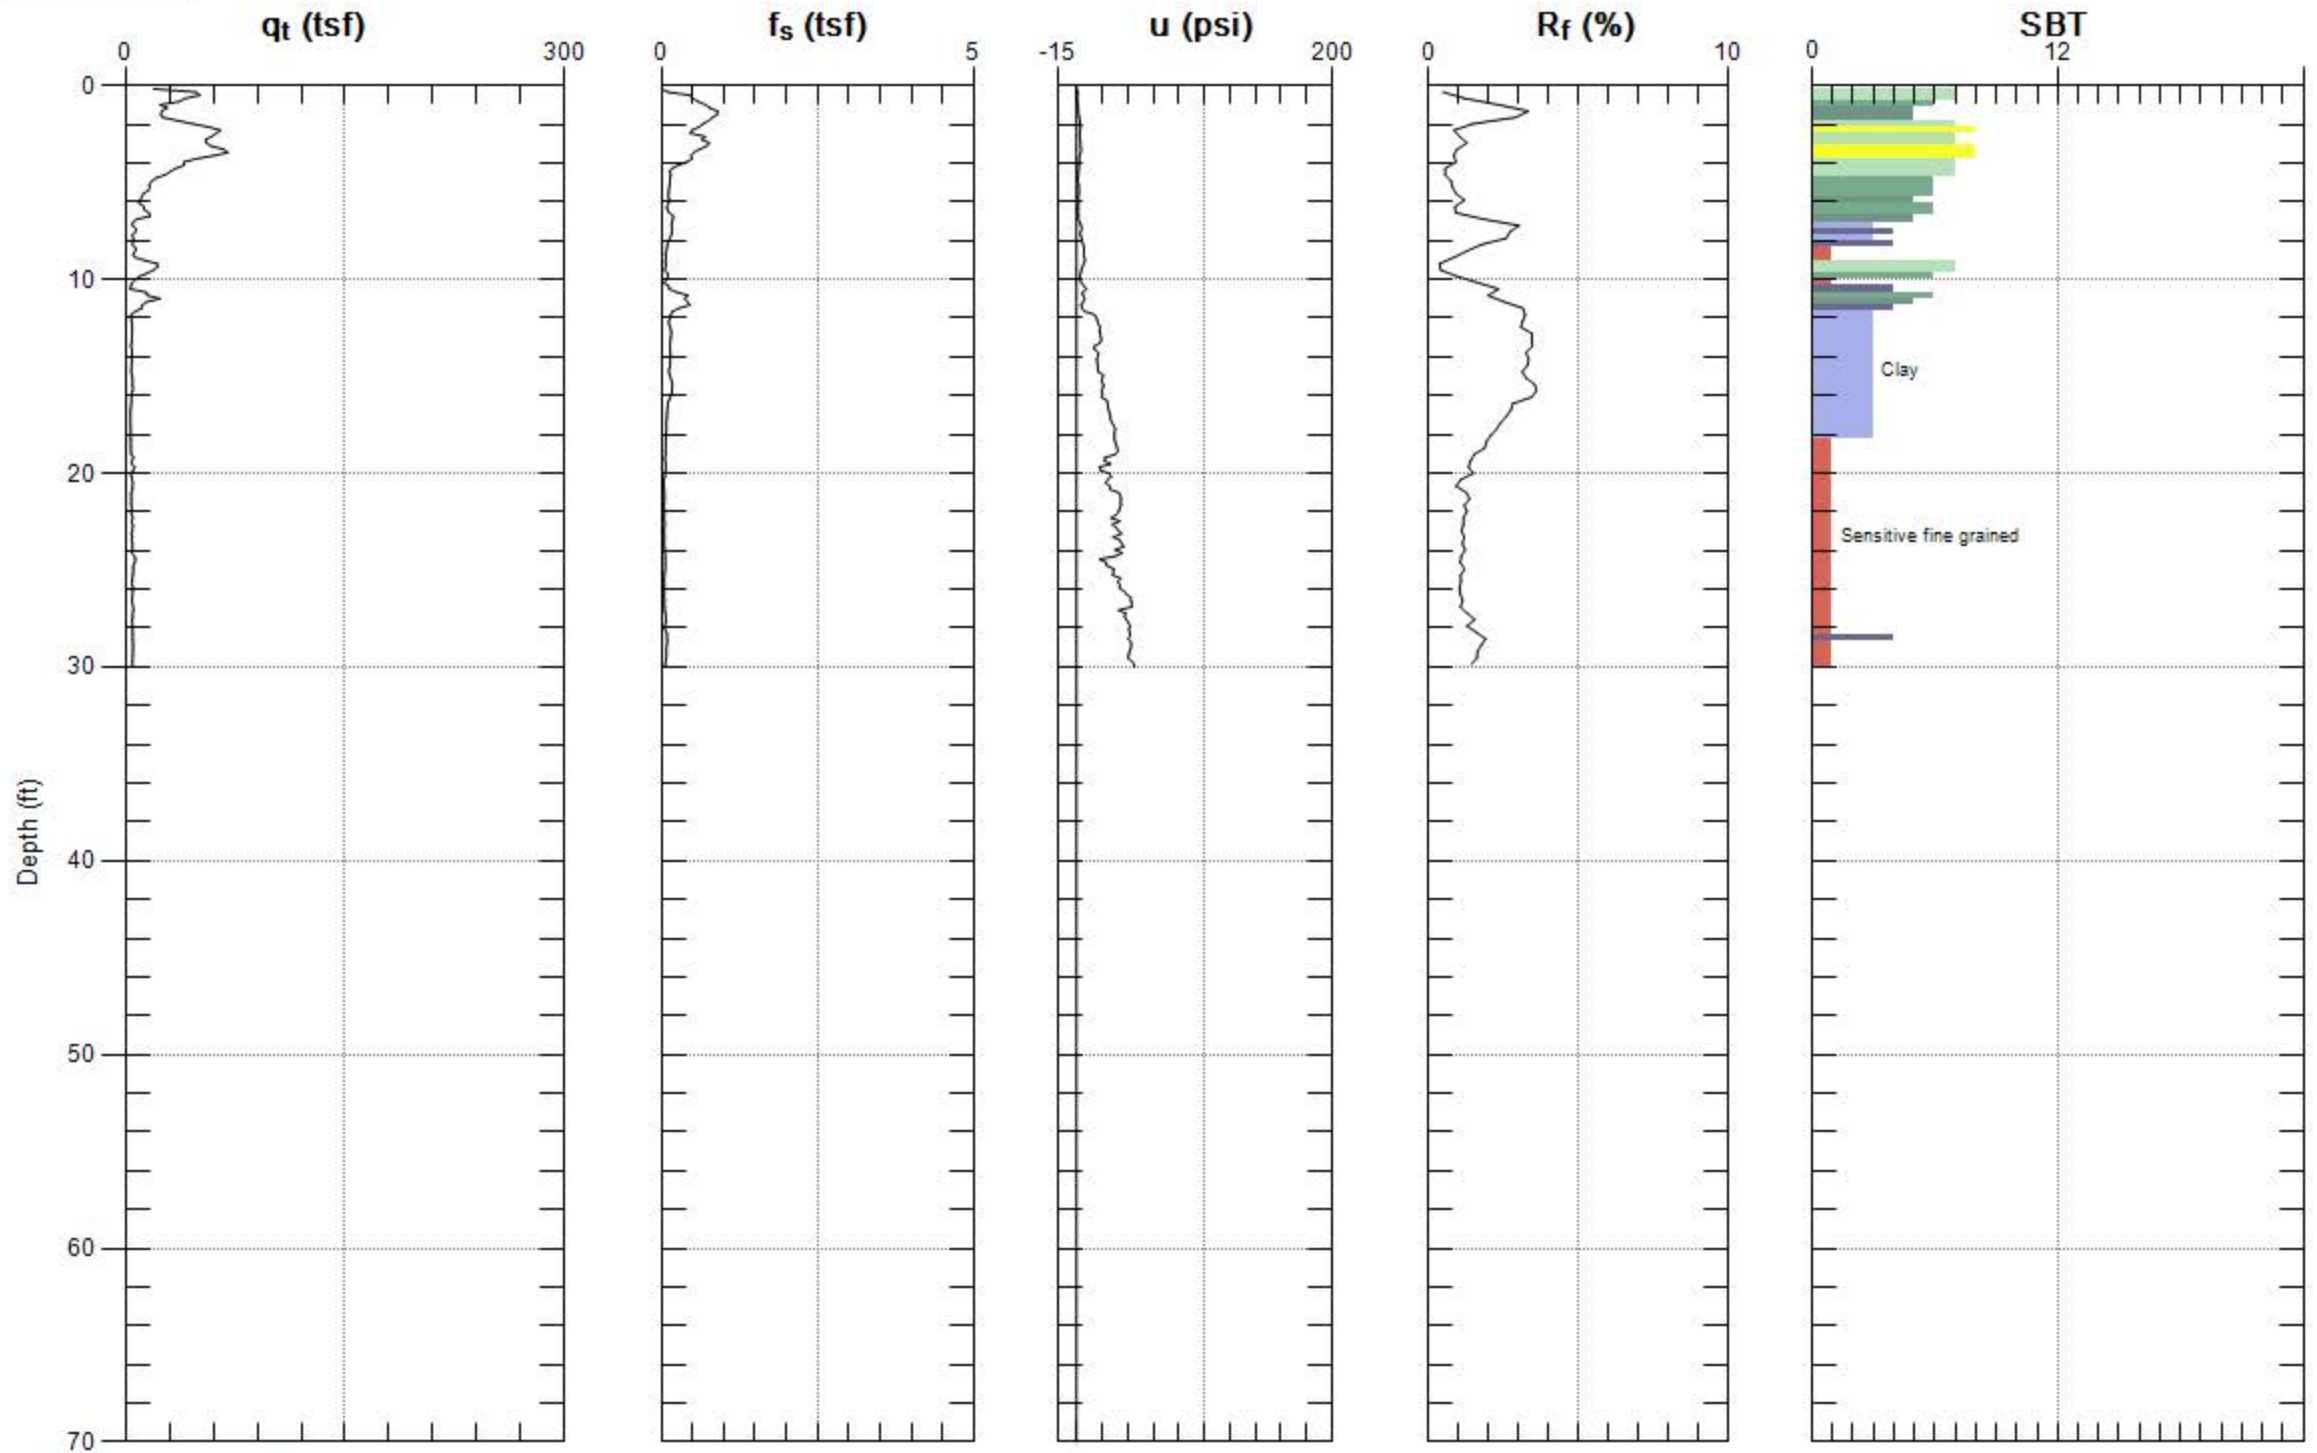 qt (tsf) fs (tsf) u (psi) Rf (%) SBT
0 300 0 5 -15 200 0 10 0 12
0
10
Clay
20
Sensitive fine grained
30
Depth (ft)
40
50
60
70